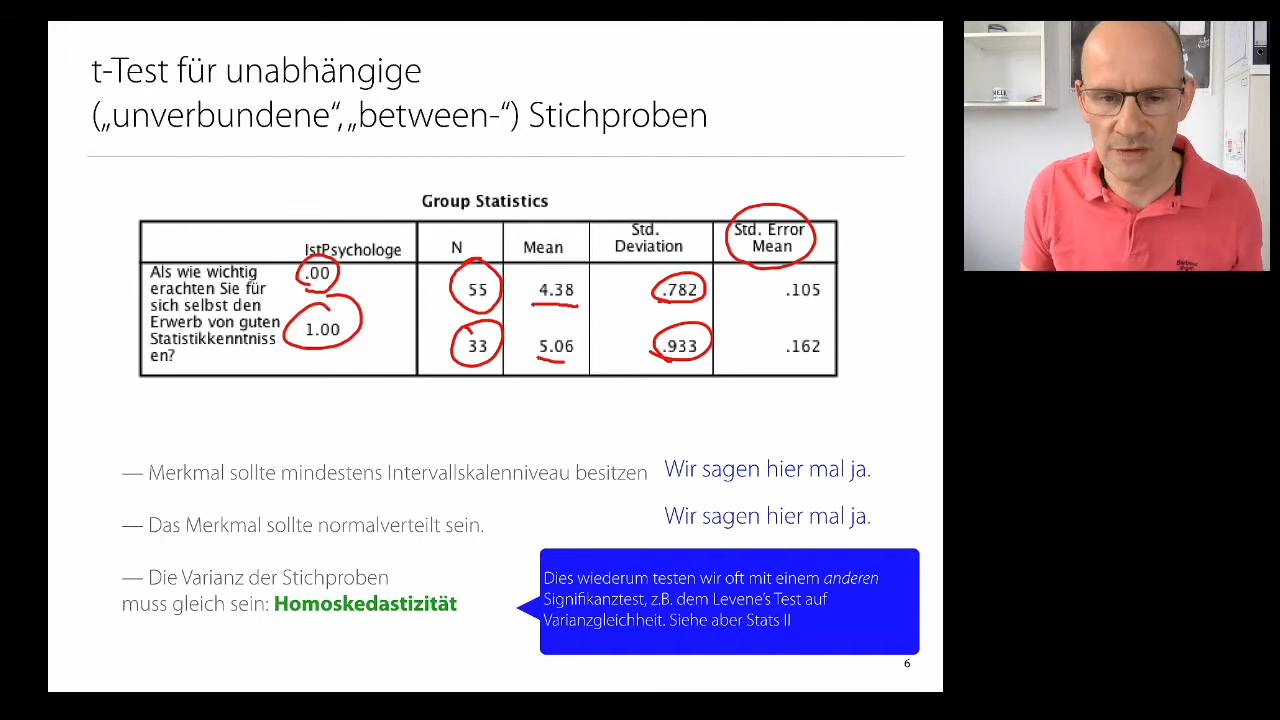 t-Test für unabhängige
(„unverbundene“, „between-“) Stichproben
Group Statistics
IstPsychologe
N
Mean
Std.
Deviation
Std. Error
Mean
Als wie wichtig
erachten Sie für
sich selbst den
Erwerb von guten
Statistikkenntniss
en?
.00
55
4.38
.782
.105
1.00
33
5.06
.933
.162
— Merkmal sollte mindestens Intervallskalenniveau besitzen
Wir sagen hier mal ja.
— Das Merkmal sollte normalverteilt sein.
Wir sagen hier mal ja.
— Die Varianz der Stichproben
muss gleich sein: Homoskedastizität
Dies wiederum testen wir oft mit einem anderen
Signifikanztest, z.B. dem Levene’s Test auf
Varianzgleichheit. Siehe aber Stats II
6